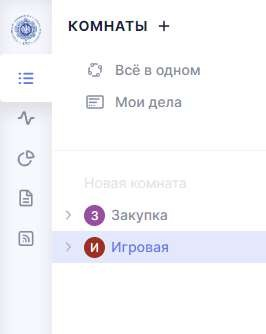 КОМНАТЫ +
Всё в одном
Мои дела
Новая комната
З Закупка
И Игровая